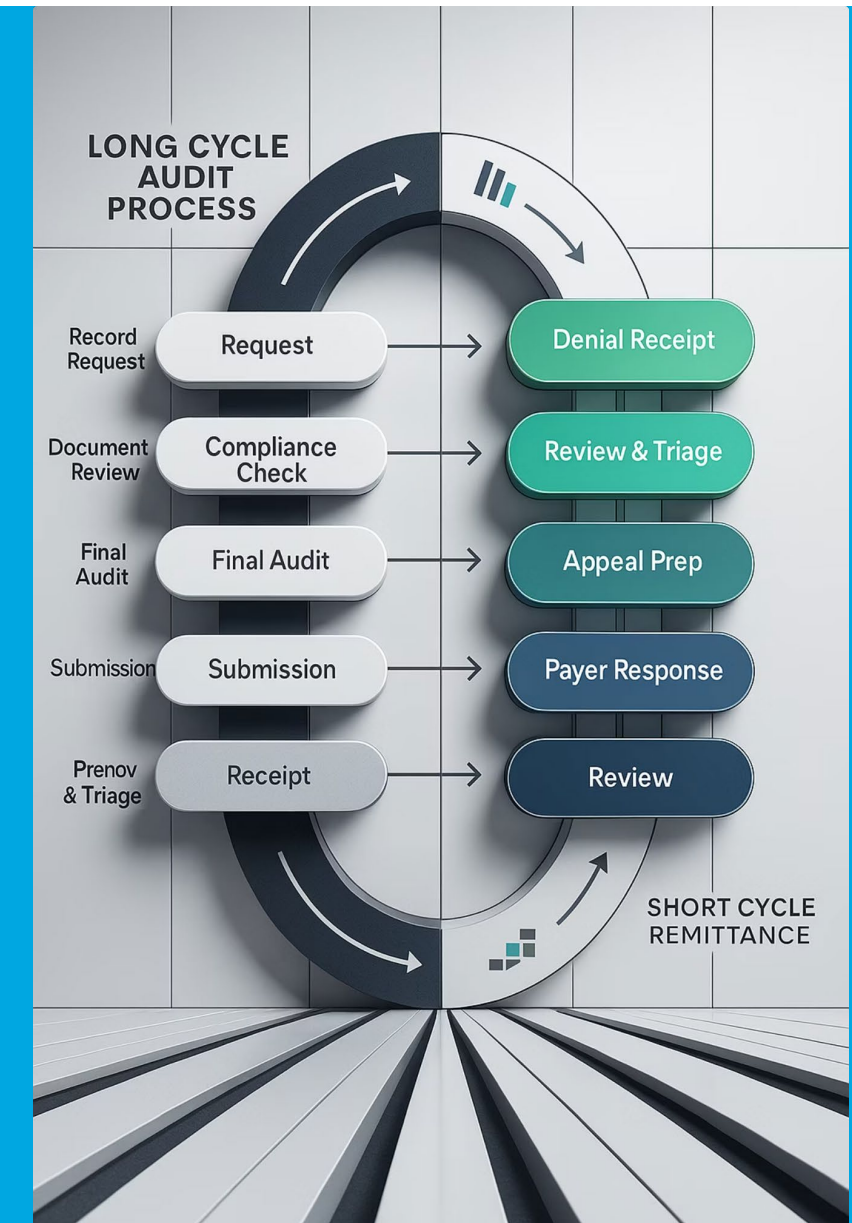 LONG CYCLE
AUDIT
PROCESS
Record
Request
Request
Denial Receipt
Document
Review
Compliance
Check
Review & Triage
Final
Audit
Final Audit
Appeal Prep
Submission
Submission
Payer Response
Prenov
& Triage
Receipt
Review
SHORT CYCLE
REMITTANCE